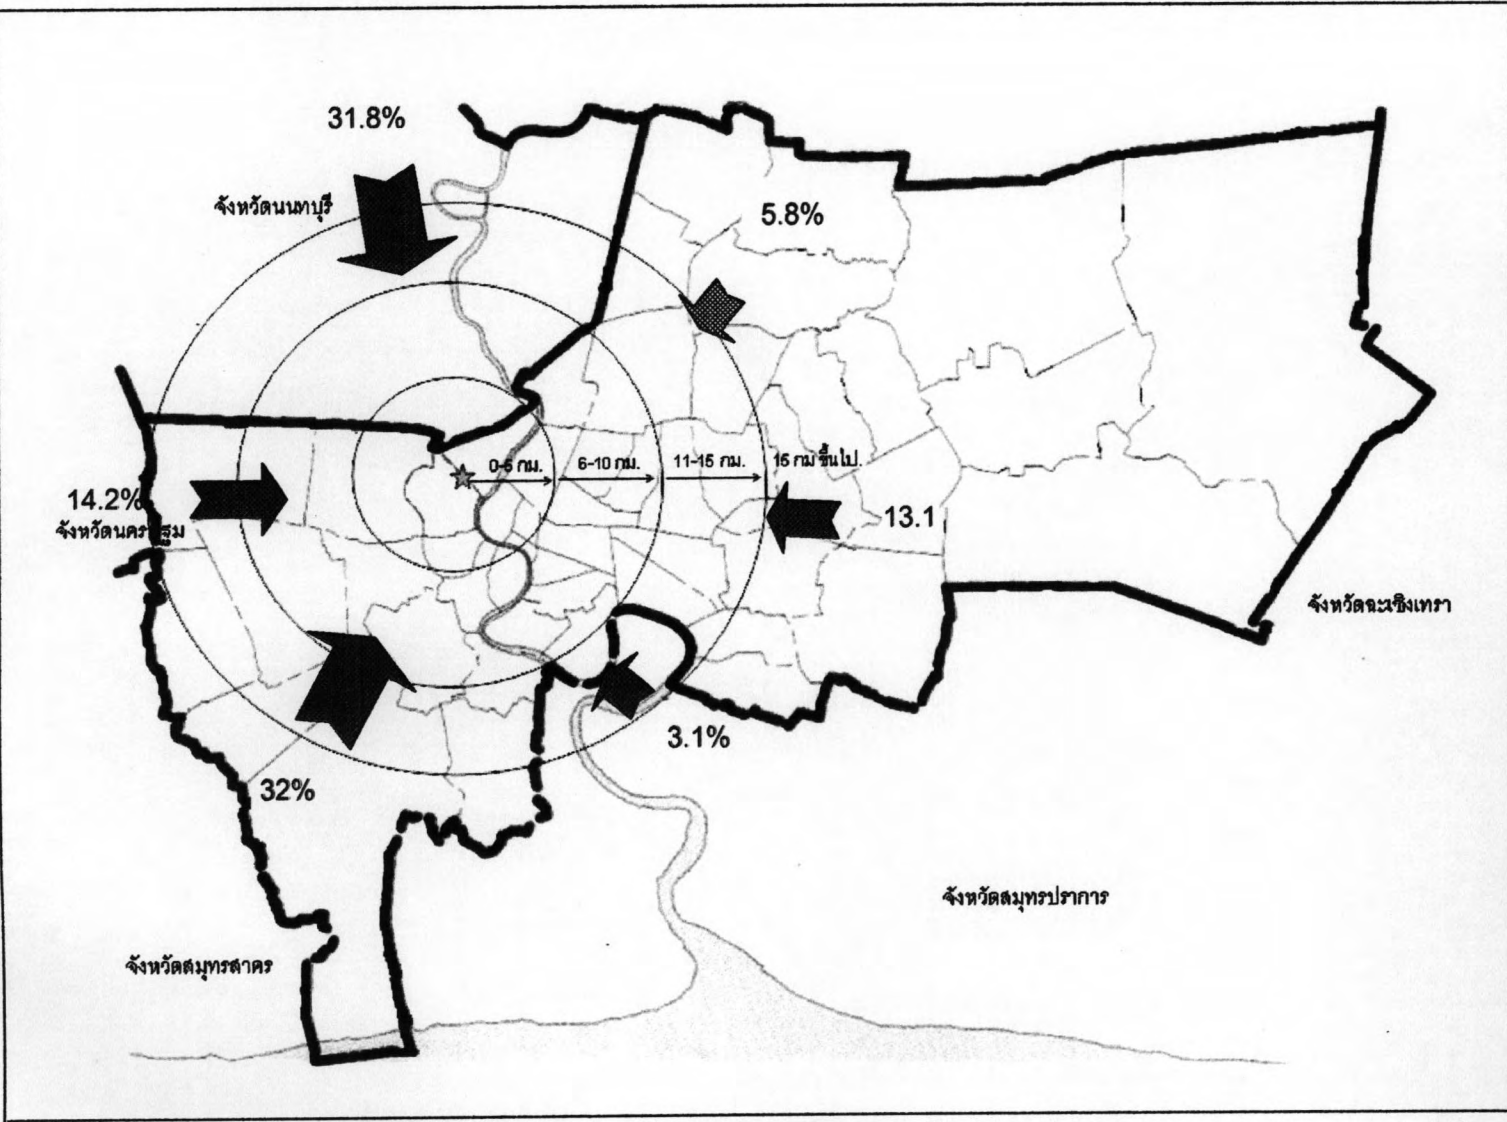 31.8%
จังหวัดนนทบุรี
5.8%
0-5 กม.
6-10 กม.
11-15 กม.
15 กม ขึ้นไป.
14.2%
13.1
3.1%
จังหวัดฉะเชิงเทรา
32%
จังหวัดสมุทรปราการ
จังหวัดสมุทรสาคร